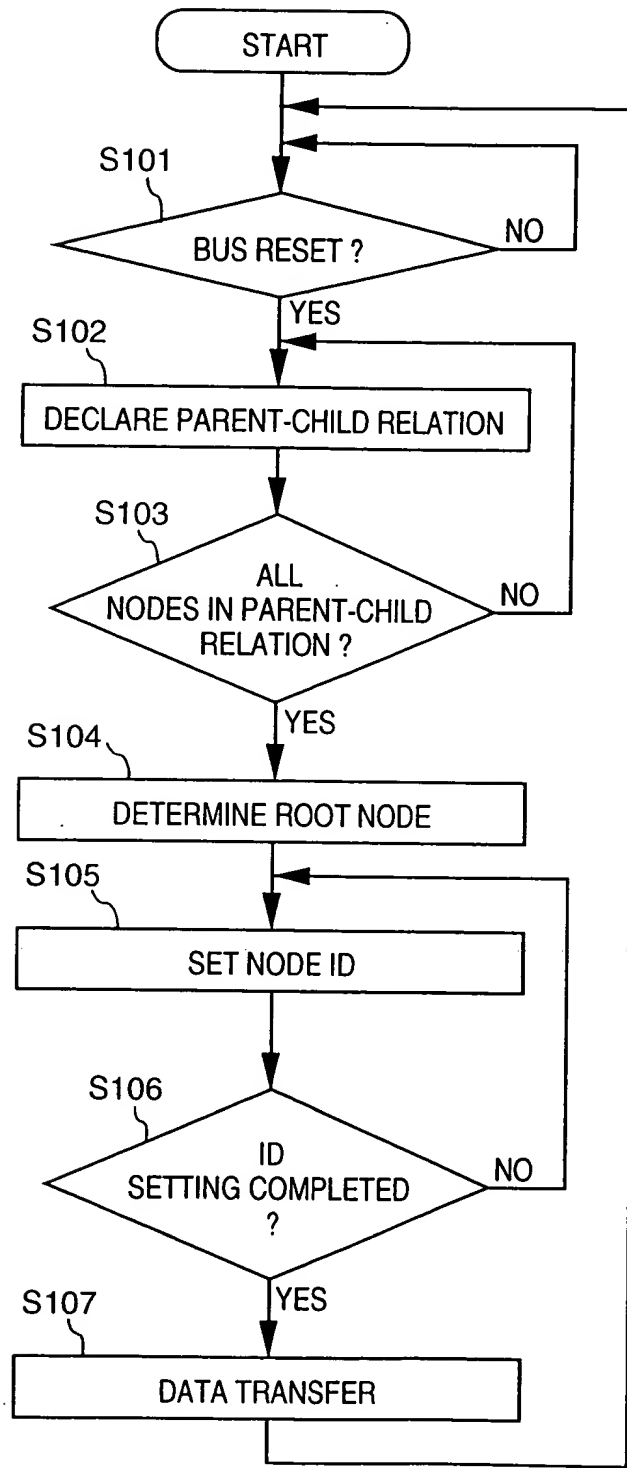 START
S101
BUS RESET ?
NO
YES
S102
DECLARE PARENT-CHILD RELATION
S103
ALL
NODES IN PARENT-CHILD
RELATION ?
NO
YES
S104
DETERMINE ROOT NODE
S105
SET NODE ID
S106
ID
SETTING COMPLETED
?
NO
YES
S107
DATA TRANSFER